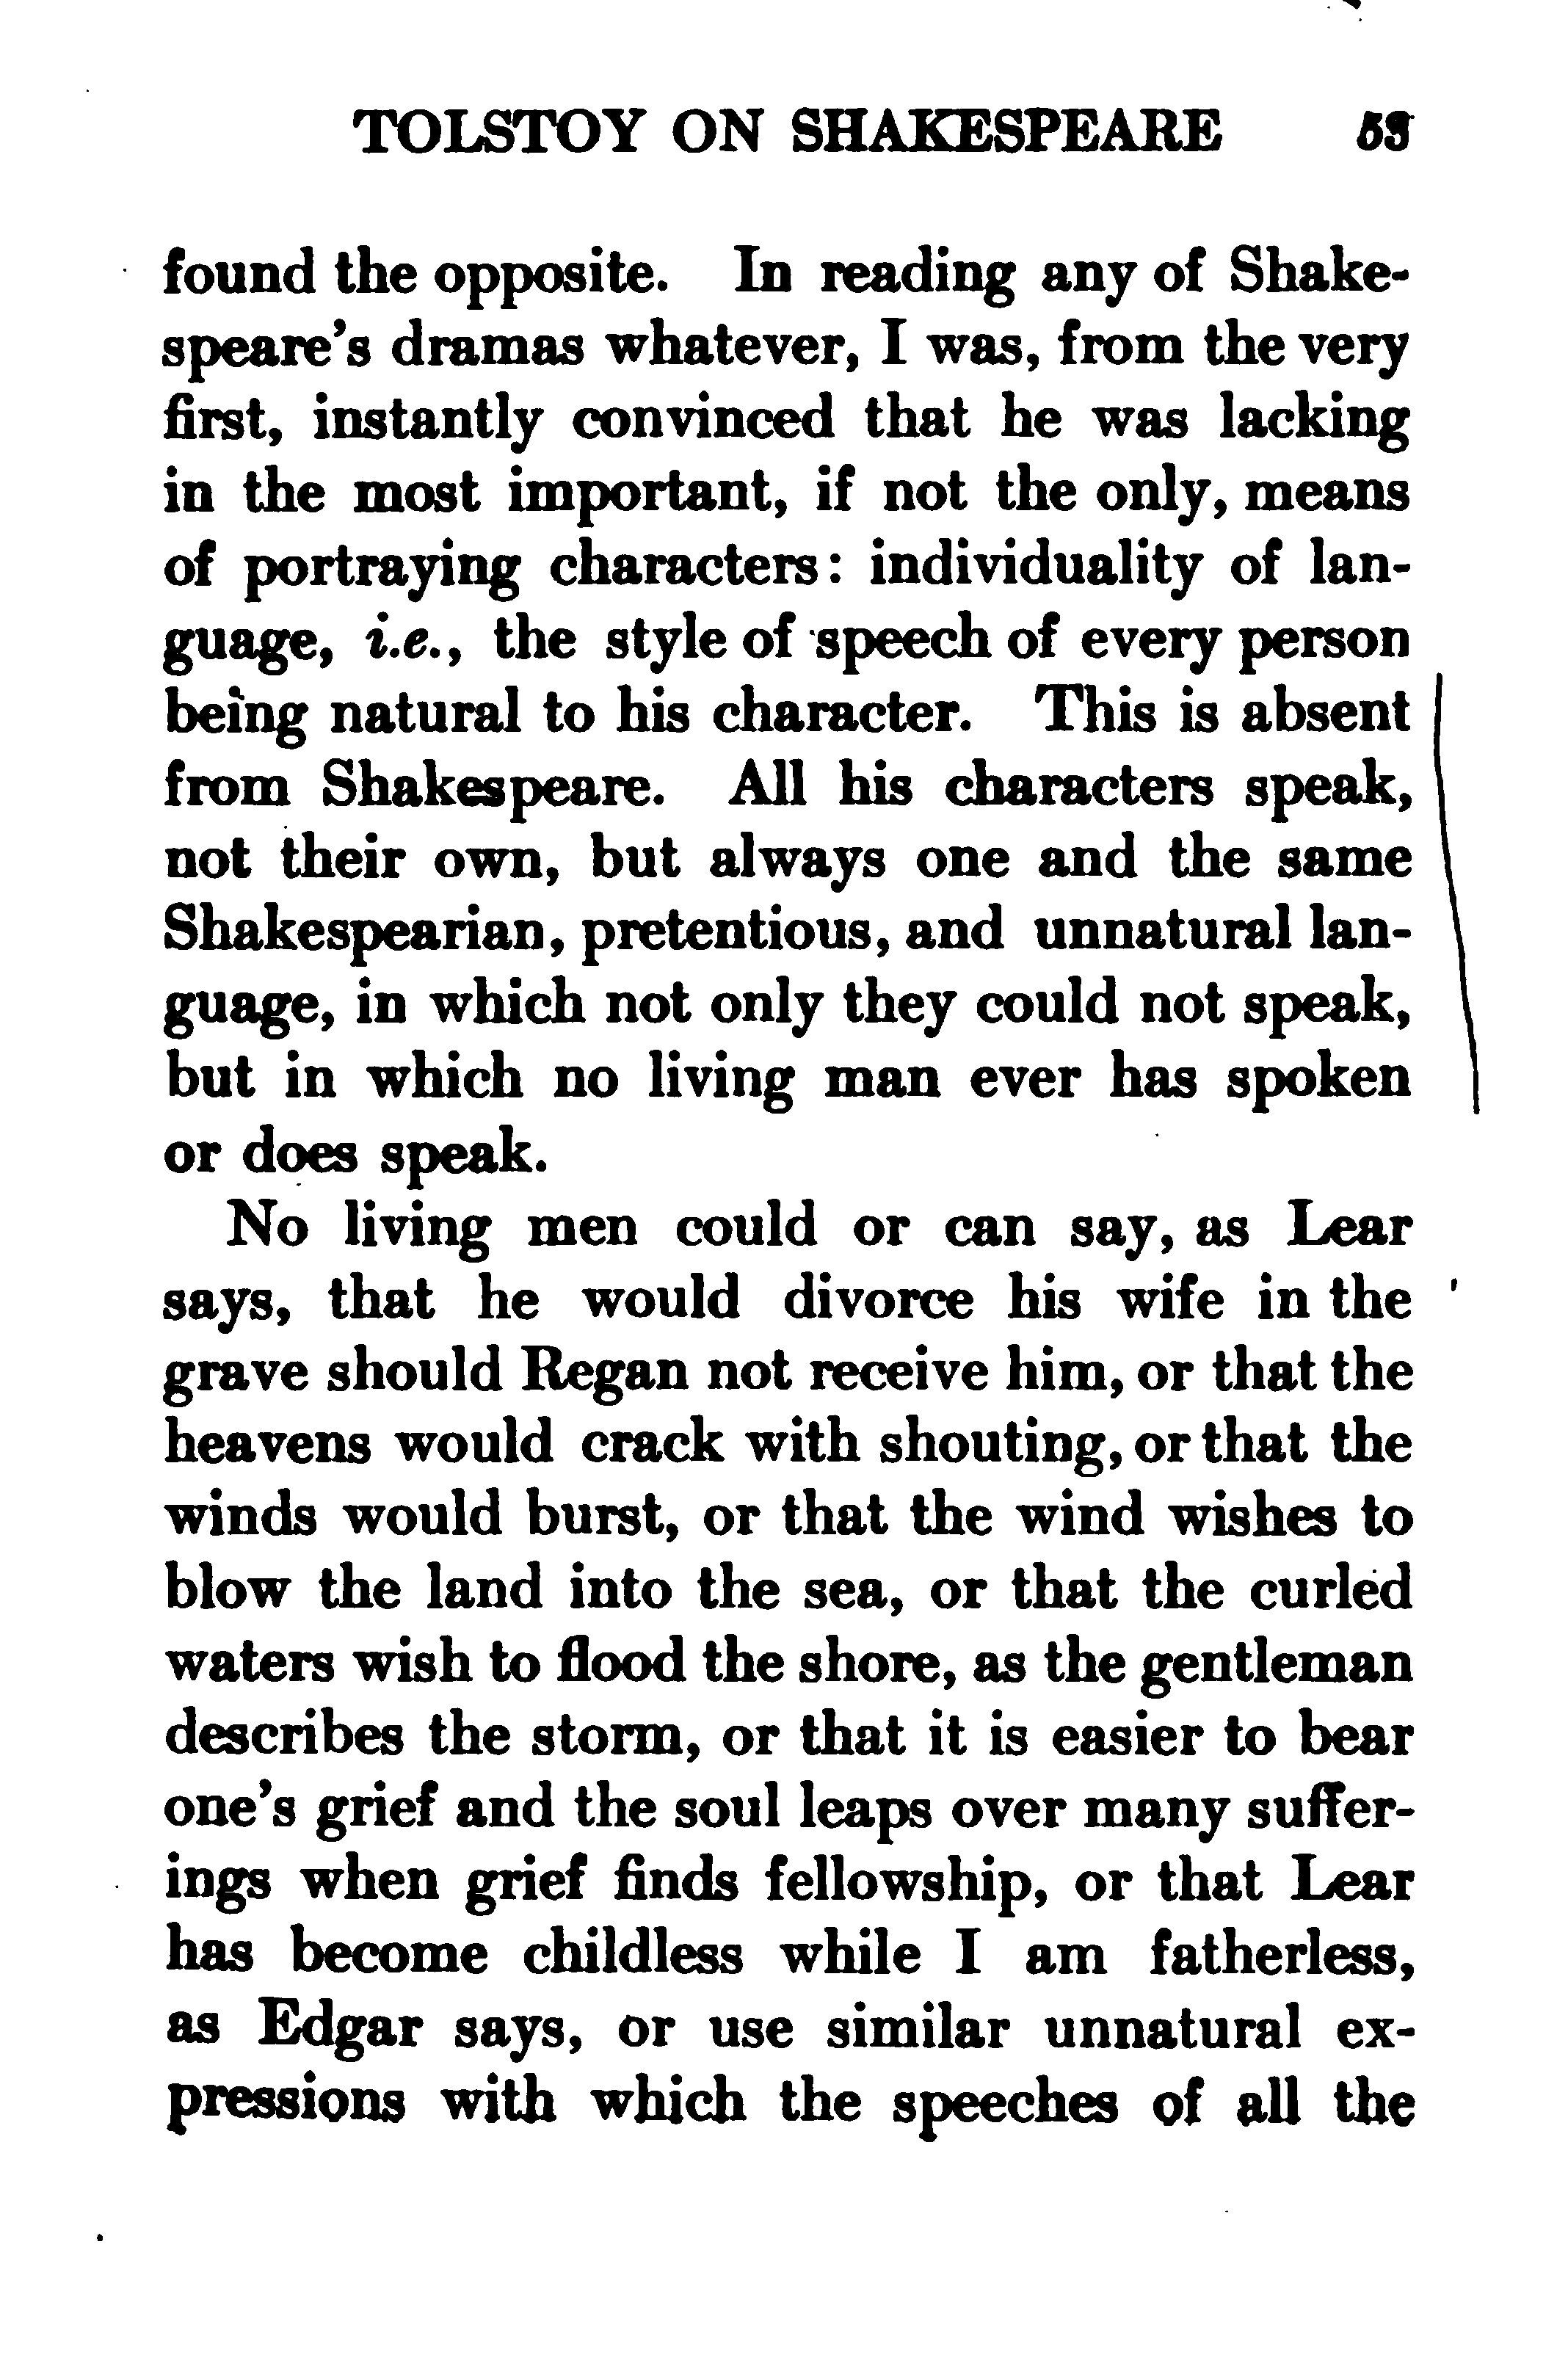 TOLSTOY ON SHAKESPEARE 53
found the opposite. In reading any of Shake-
speare's dramas whatever, I was, from the very
first, instantly convinced that he was lacking
in the most important, if not the only, means
of portraying characters: individuality of lan-
guage, i.e., the style of speech of every person
being natural to his character. This is absent
from Shakespeare. All his characters speak,
not their own, but always one and the same
Shakespearian, pretentious, and unnatural lan-
guage, in which not only they could not speak,
but in which no living man ever has spoken
or does speak.
No living men could or can say, as Lear
says, that he would divorce his wife in the
grave should Regan not receive him, or that the
heavens would crack with shouting, or that the
winds would burst, or that the wind wishes to
blow the land into the sea, or that the curled
waters wish to flood the shore, as the gentleman
describes the storm, or that it is easier to bear
one's grief and the soul leaps over many suffer-
ings when grief finds fellowship, or that Lear
has become childless while I am fatherless,
as Edgar says, or use similar unnatural ex-
pressions with which the speeches of all the